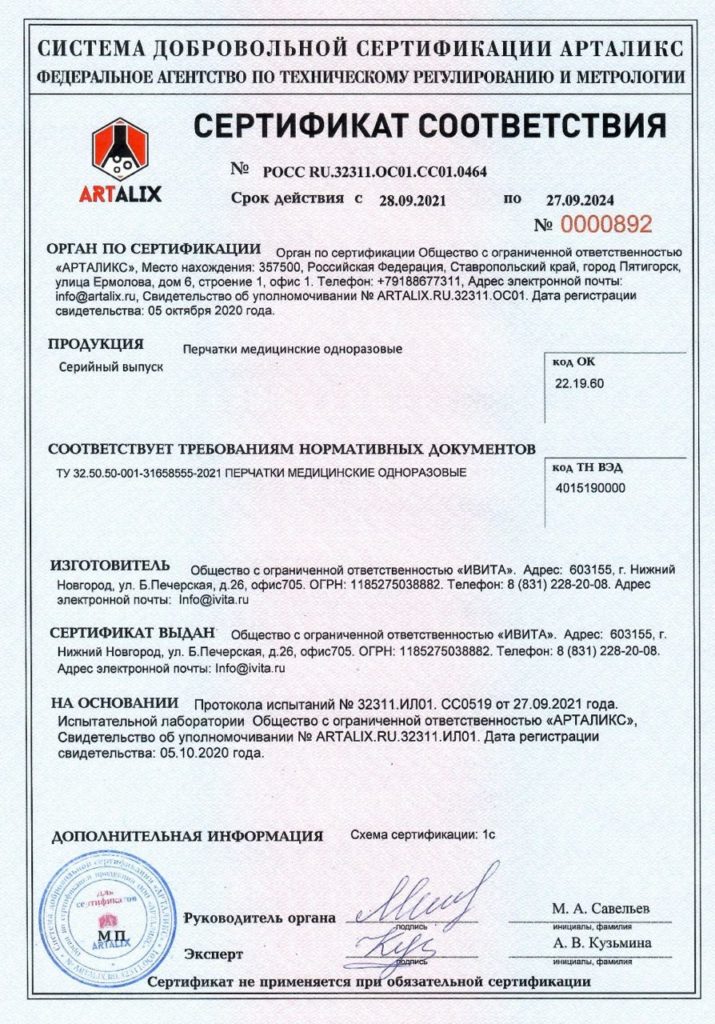 СИСТЕМА ДОБРОВОЛЬНОЙ СЕРТИФИКАЦИИ АРТАЛИКС
ФЕДЕРАЛЬНОЕ АГЕНТСТВО ПО ТЕХНИЧЕСКОМУ РЕГУЛИРОВАНИЮ И МЕТРОЛОГИИ
СЕРТИФИКАТ СООТВЕТСТВИЯ
ARTALIX
№ РОСС RU.32311.ОС01.СС01.0464
Срок действия с 28.09.2021 по 27.09.2024
№ 0000892
ОРГАН ПО СЕРТИФИКАЦИИ Орган по сертификации Общество с ограниченной ответственностью
«АРТАЛИКС», Место нахождения: 357500, Российская Федерация, Ставропольский край, город Пятигорск,
улица Ермолова, дом 6, строение 1, офис 1. Телефон: +79188677311, Адрес электронной почты:
info@artalix.ru, Свидетельство об уполномочивании № ARTALIX.RU.32311.ОС01. Дата регистрации
свидетельства: 05 октября 2020 года.
ПРОДУКЦИЯ Перчатки медицинские одноразовые
Серийный выпуск
код ОК
22.19.60
СООТВЕТСТВУЕТ ТРЕБОВАНИЯМ НОРМАТИВНЫХ ДОКУМЕНТОВ
ТУ 32.50.50-001-31658555-2021 ПЕРЧАТКИ МЕДИЦИНСКИЕ ОДНОРАЗОВЫЕ
код ТН ВЭД
4015190000
ИЗГОТОВИТЕЛЬ Общество с ограниченной ответственностью «ИВИТА». Адрес: 603155, г. Нижний
Новгород, ул. Б.Печерская, д.26, офис705. ОГРН: 1185275038882. Телефон: 8 (831) 228-20-08. Адрес
электронной почты: Info@ivita.ru
СЕРТИФИКАТ ВЫДАН Общество с ограниченной ответственностью «ИВИТА». Адрес: 603155, г.
Нижний Новгород, ул. Б.Печерская, д.26, офис705. ОГРН: 1185275038882. Телефон: 8 (831) 228-20-08.
Адрес электронной почты: Info@ivita.ru
НА ОСНОВАНИИ Протокола испытаний № 32311.ИЛ01. СС0519 от 27.09.2021 года.
Испытательной лаборатории Общество с ограниченной ответственностью «АРТАЛИКС»,
Свидетельство об уполномочивании № ARTALIX.RU.32311.ИЛ01. Дата регистрации
свидетельства: 05.10.2020 года.
ДОПОЛНИТЕЛЬНАЯ ИНФОРМАЦИЯ Схема сертификации: 1с
Для
сертификатов
М.П.
ARTALIX
Руководитель органа
подпись
М. А. Савельев
инициалы, фамилия
Эксперт
подпись
А. В. Кузьмина
инициалы, фамилия
Сертификат не применяется при обязательной сертификации